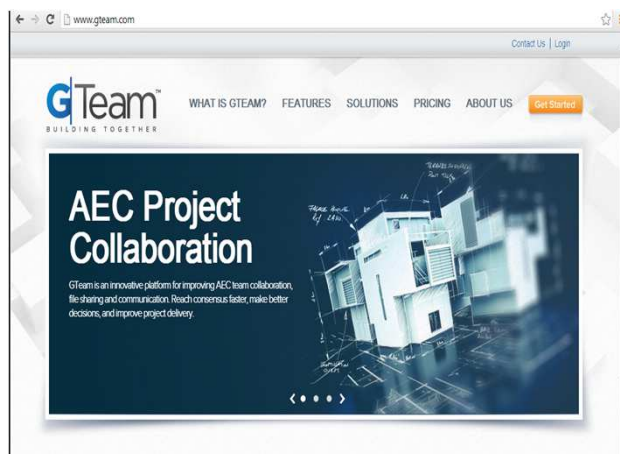 www.gteam.com
Contact Us | Login
GTeam™
BUILDING TOGETHER
WHAT IS GTEAM? FEATURES SOLUTIONS PRICING ABOUT US Get Started
AEC Project
Collaboration
GTeam is an innovative platform for improving AEC team collaboration,
file sharing and communication. Reach consensus faster, make better
decisions, and improve project delivery.